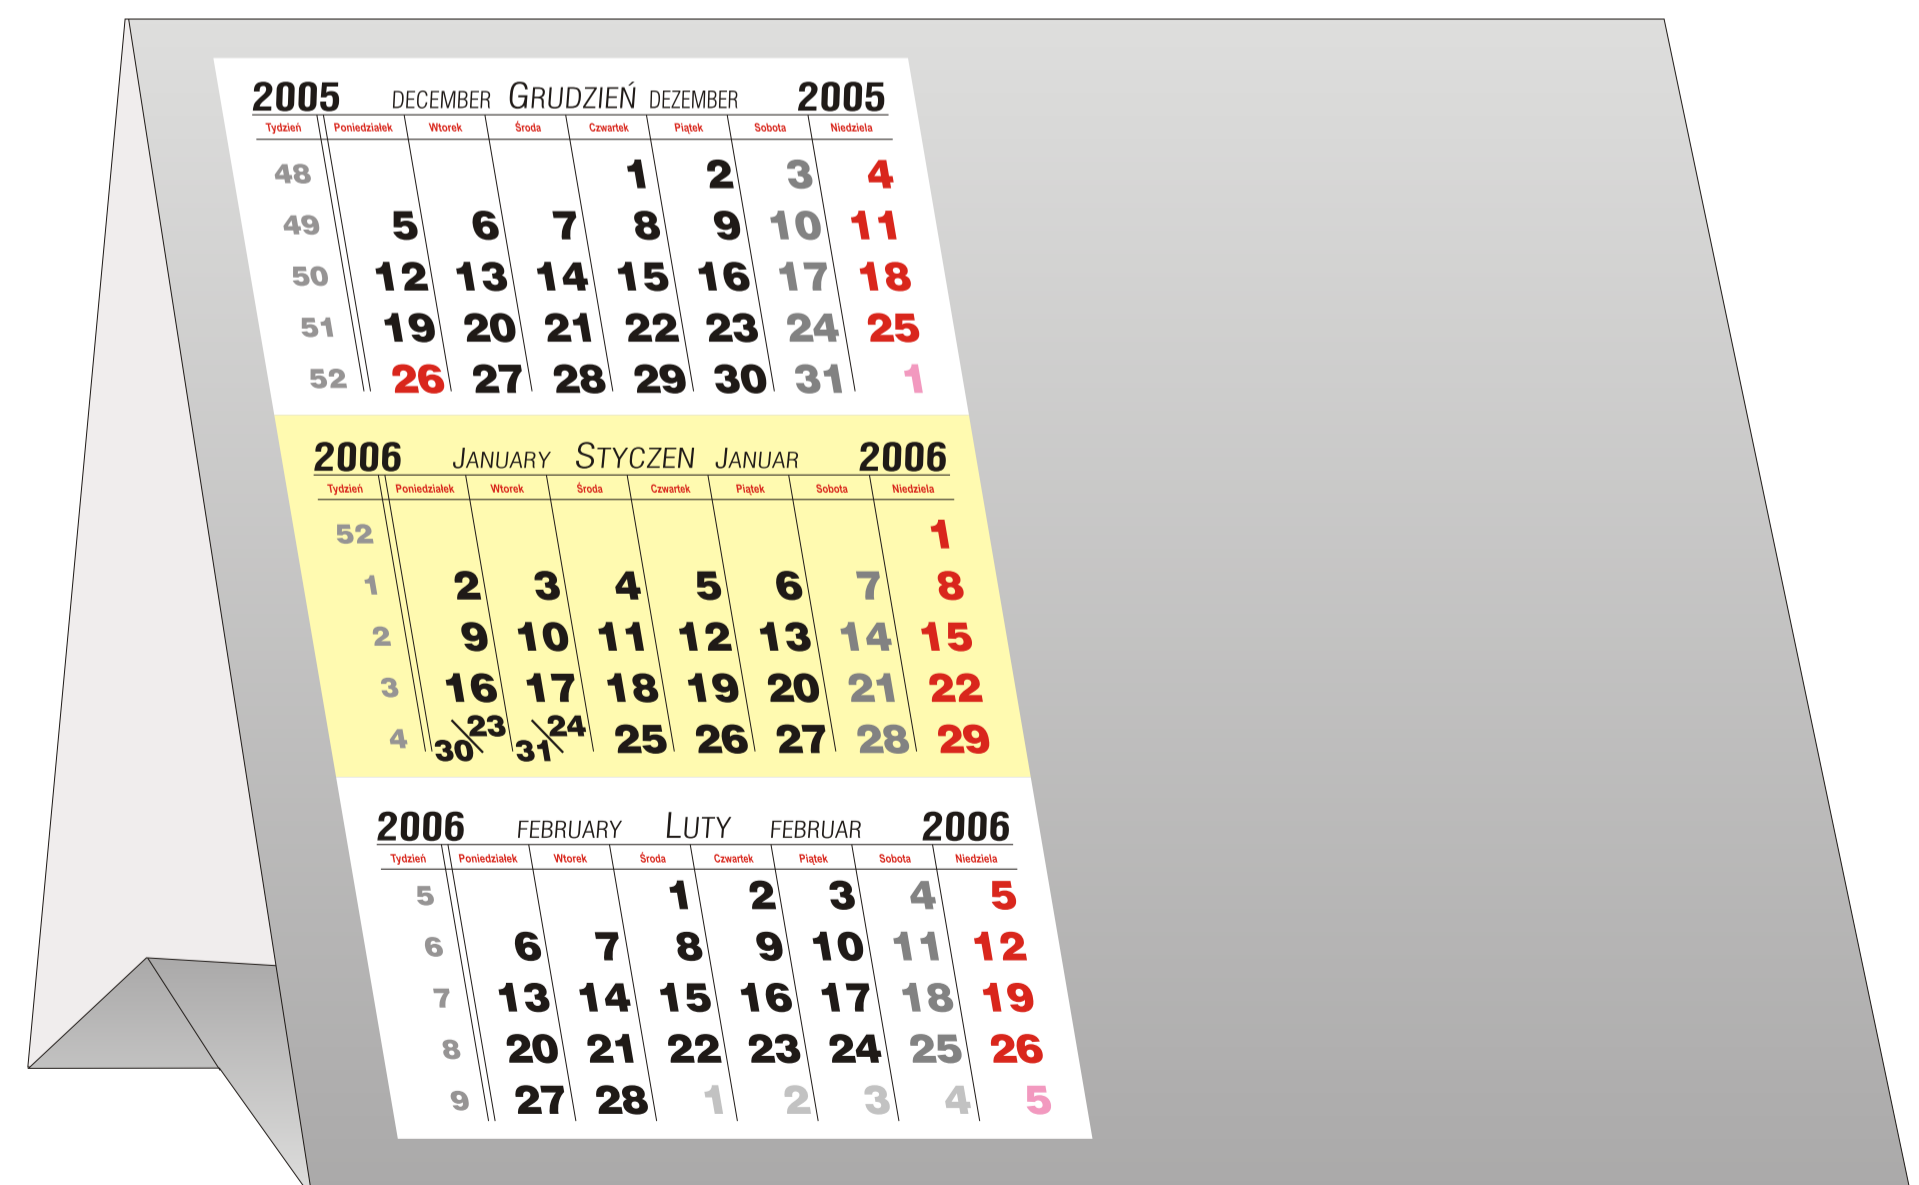 2005 DECEMBER GRUDZIEŃ DEZEMBER 2005
Tydzień Poniedziałek Wtorek Środa Czwartek Piątek Sobota Niedziela
48 1 2 3 4
49 5 6 7 8 9 10 11
50 12 13 14 15 16 17 18
51 19 20 21 22 23 24 25
52 26 27 28 29 30 31 1
2006 JANUARY STYCZEN JANUAR 2006
Tydzień Poniedziałek Wtorek Środa Czwartek Piątek Sobota Niedziela
52 1
1 2 3 4 5 6 7 8
2 9 10 11 12 13 14 15
3 16 17 18 19 20 21 22
4 30\23 31\24 25 26 27 28 29
2006 FEBRUARY LUTY FEBRUAR 2006
Tydzień Poniedziałek Wtorek Środa Czwartek Piątek Sobota Niedziela
5 1 2 3 4 5
6 6 7 8 9 10 11 12
7 13 14 15 16 17 18 19
8 20 21 22 23 24 25 26
9 27 28 1 2 3 4 5